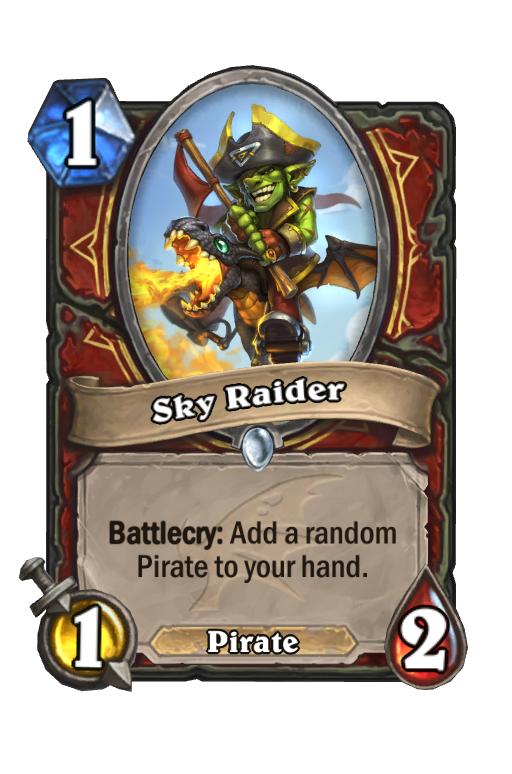 1
Sky Raider
Battlecry: Add a random
Pirate to your hand.
1
Pirate
2